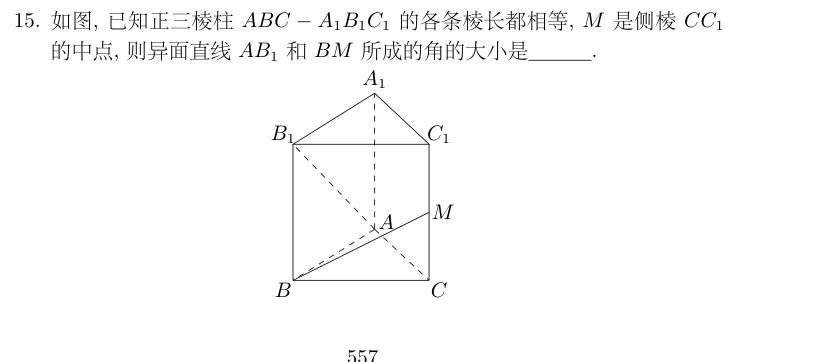 15. 如图, 已知正三棱柱 ABC − A₁B₁C₁ 的各条棱长都相等, M 是侧棱 CC₁
的中点, 则异面直线 AB₁ 和 BM 所成的角的大小是______.
A₁
B₁
C₁
M
A
B
C
557